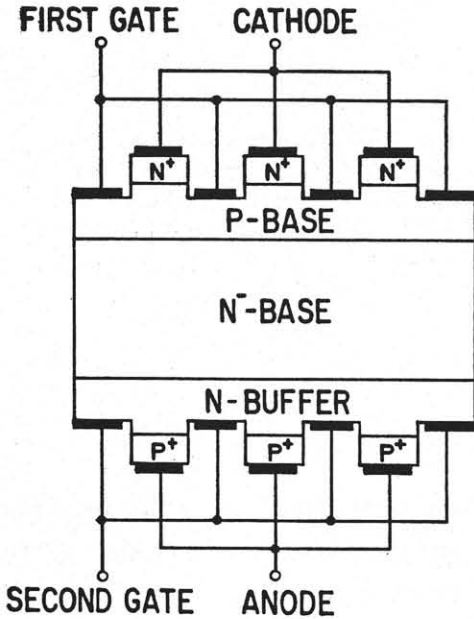 FIRST GATE CATHODE
N⁺ N⁺ N⁺
P-BASE
N⁻-BASE
N-BUFFER
P⁺ P⁺ P⁺
SECOND GATE ANODE